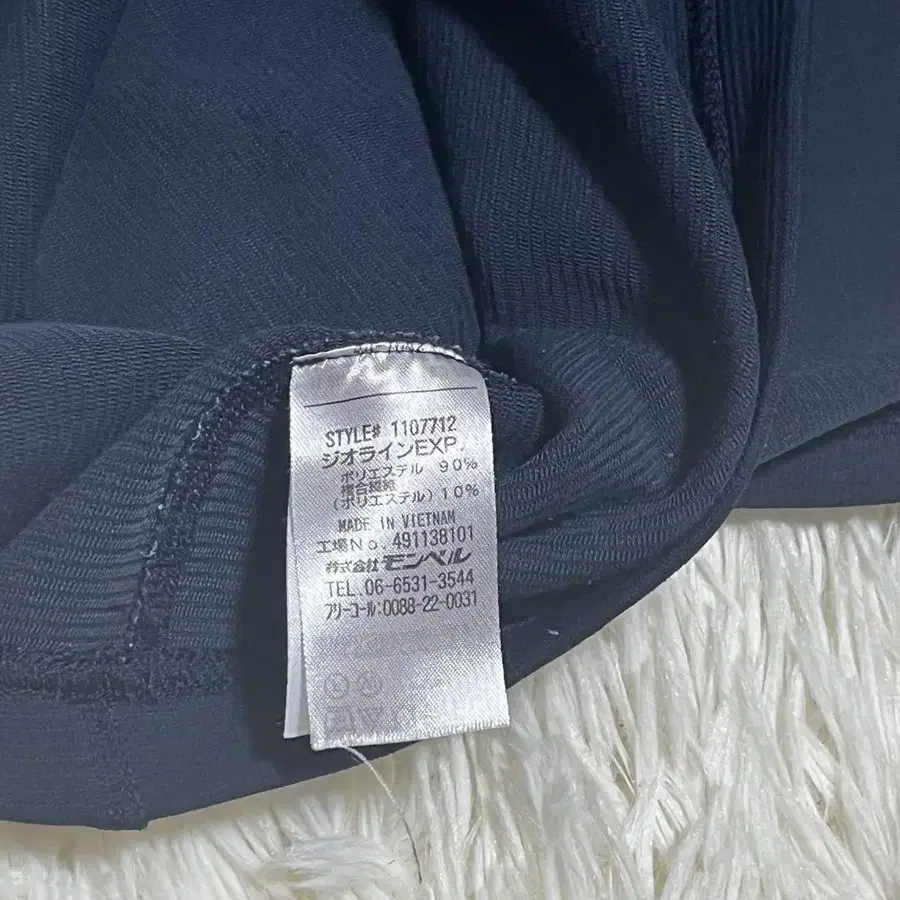 STYLE# 1107712
ジオラインEXP.
ポリエステル 90%
複合繊維
(ポリエステル) 10%
MADE IN VIETNAM
工場No. 491138101
株式会社モンベル
TEL.06-6531-3544
フリーコール:0088-22-0031